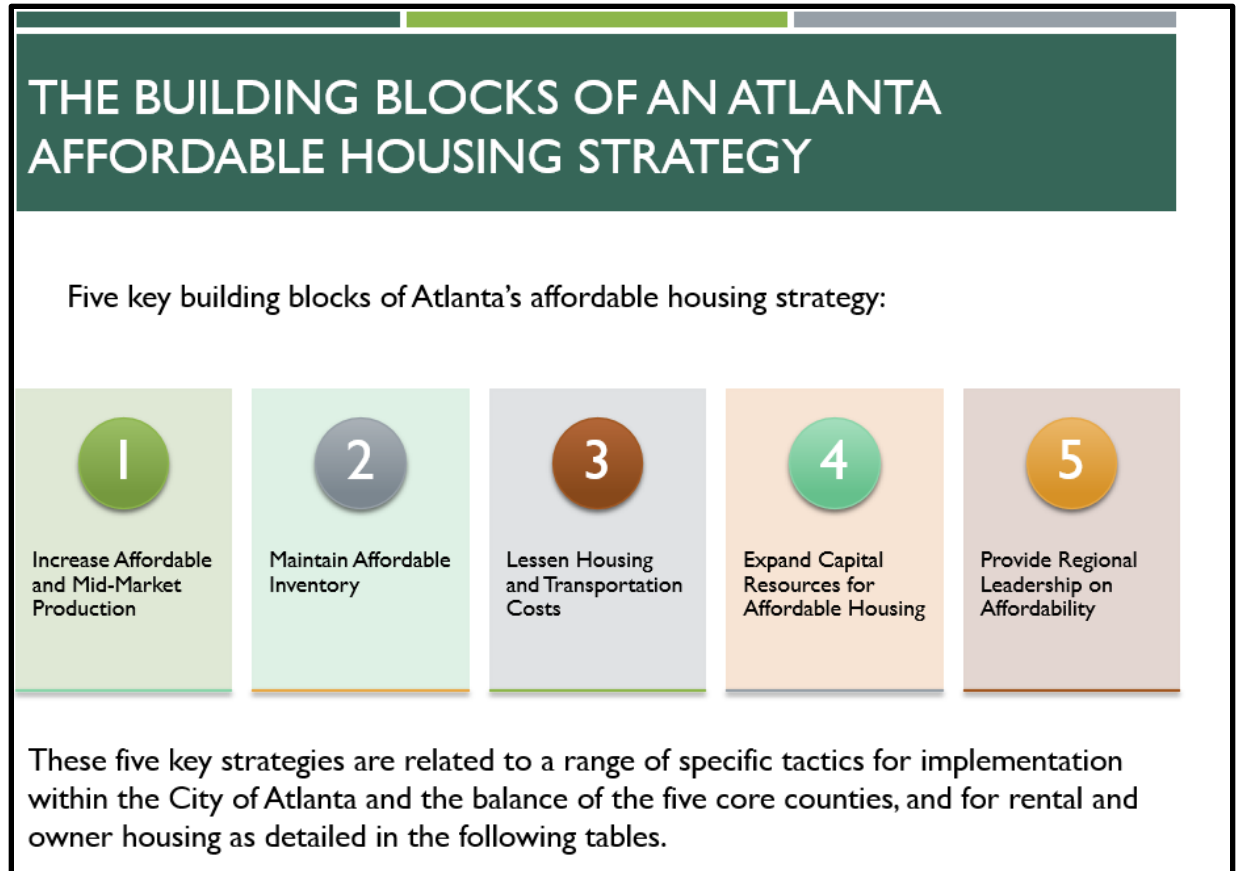 THE BUILDING BLOCKS OF AN ATLANTA
AFFORDABLE HOUSING STRATEGY
Five key building blocks of Atlanta’s affordable housing strategy:
1
Increase Affordable
and Mid-Market
Production
2
Maintain Affordable
Inventory
3
Lessen Housing
and Transportation
Costs
4
Expand Capital
Resources for
Affordable Housing
5
Provide Regional
Leadership on
Affordability
These five key strategies are related to a range of specific tactics for implementation
within the City of Atlanta and the balance of the five core counties, and for rental and
owner housing as detailed in the following tables.